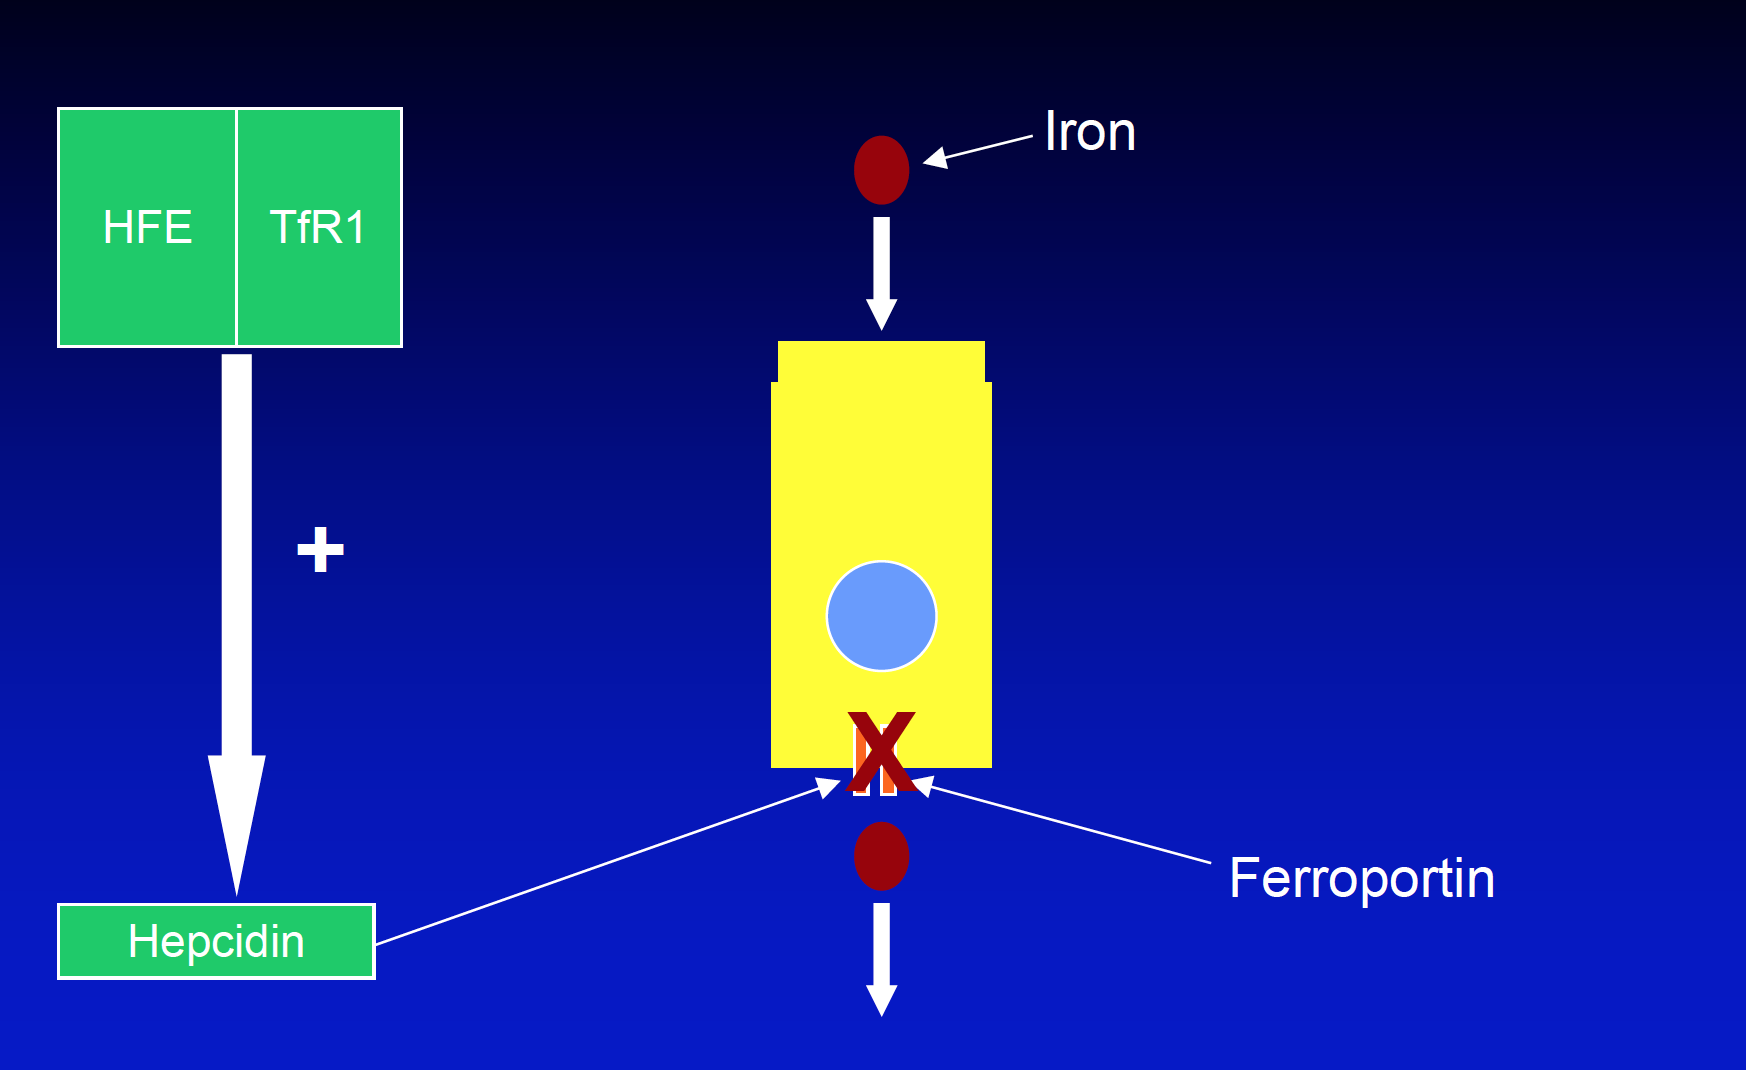 Iron
HFE
TfR1
+
X
Ferroportin
Hepcidin